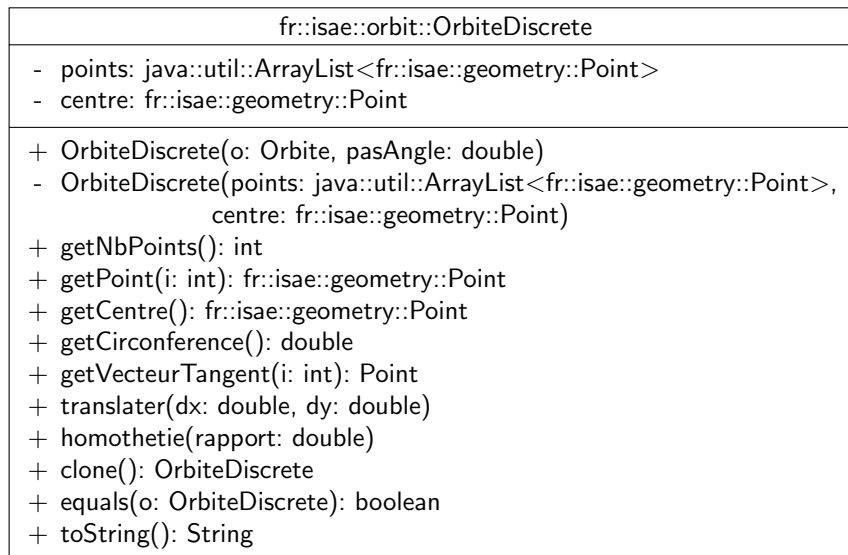 fr::isae::orbit::OrbiteDiscrete
- points: java::util::ArrayList<fr::isae::geometry::Point>
- centre: fr::isae::geometry::Point
+ OrbiteDiscrete(o: Orbite, pasAngle: double)
- OrbiteDiscrete(points: java::util::ArrayList<fr::isae::geometry::Point>,
centre: fr::isae::geometry::Point)
+ getNbPoints(): int
+ getPoint(i: int): fr::isae::geometry::Point
+ getCentre(): fr::isae::geometry::Point
+ getCirconference(): double
+ getVecteurTangent(i: int): Point
+ translater(dx: double, dy: double)
+ homothetie(rapport: double)
+ clone(): OrbiteDiscrete
+ equals(o: OrbiteDiscrete): boolean
+ toString(): String